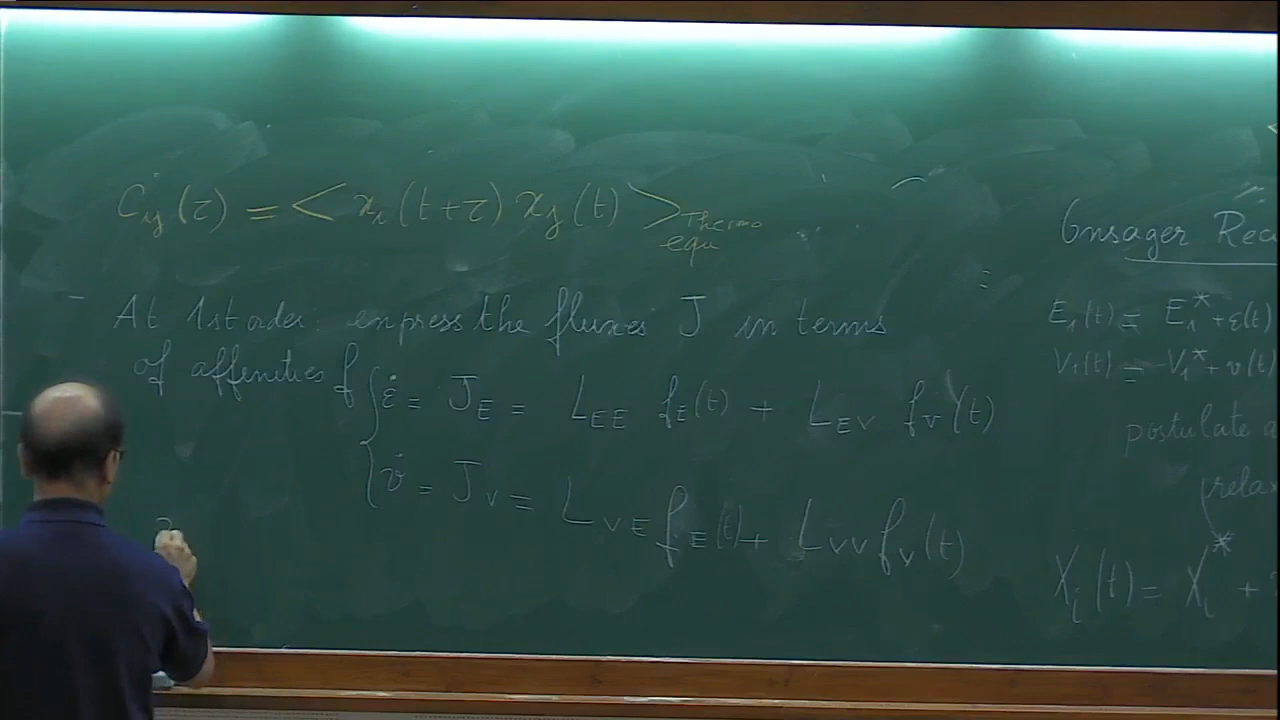 C_ij(τ) = < x_i(t+τ) x_j(t) >_Thermo equ
At 1st order: express the fluxes J in terms
of affinities f
{ ε̇ = J_E = L_EE f_E(t) + L_EV f_V(t)
v̇ = J_V = L_VE f_E(t) + L_VV f_V(t)
Onsager Rec
E_1(t) = E_1* + ε(t)
V_1(t) = V_1* + v(t)
postulate a
relax
X_i(t) = X_i* +